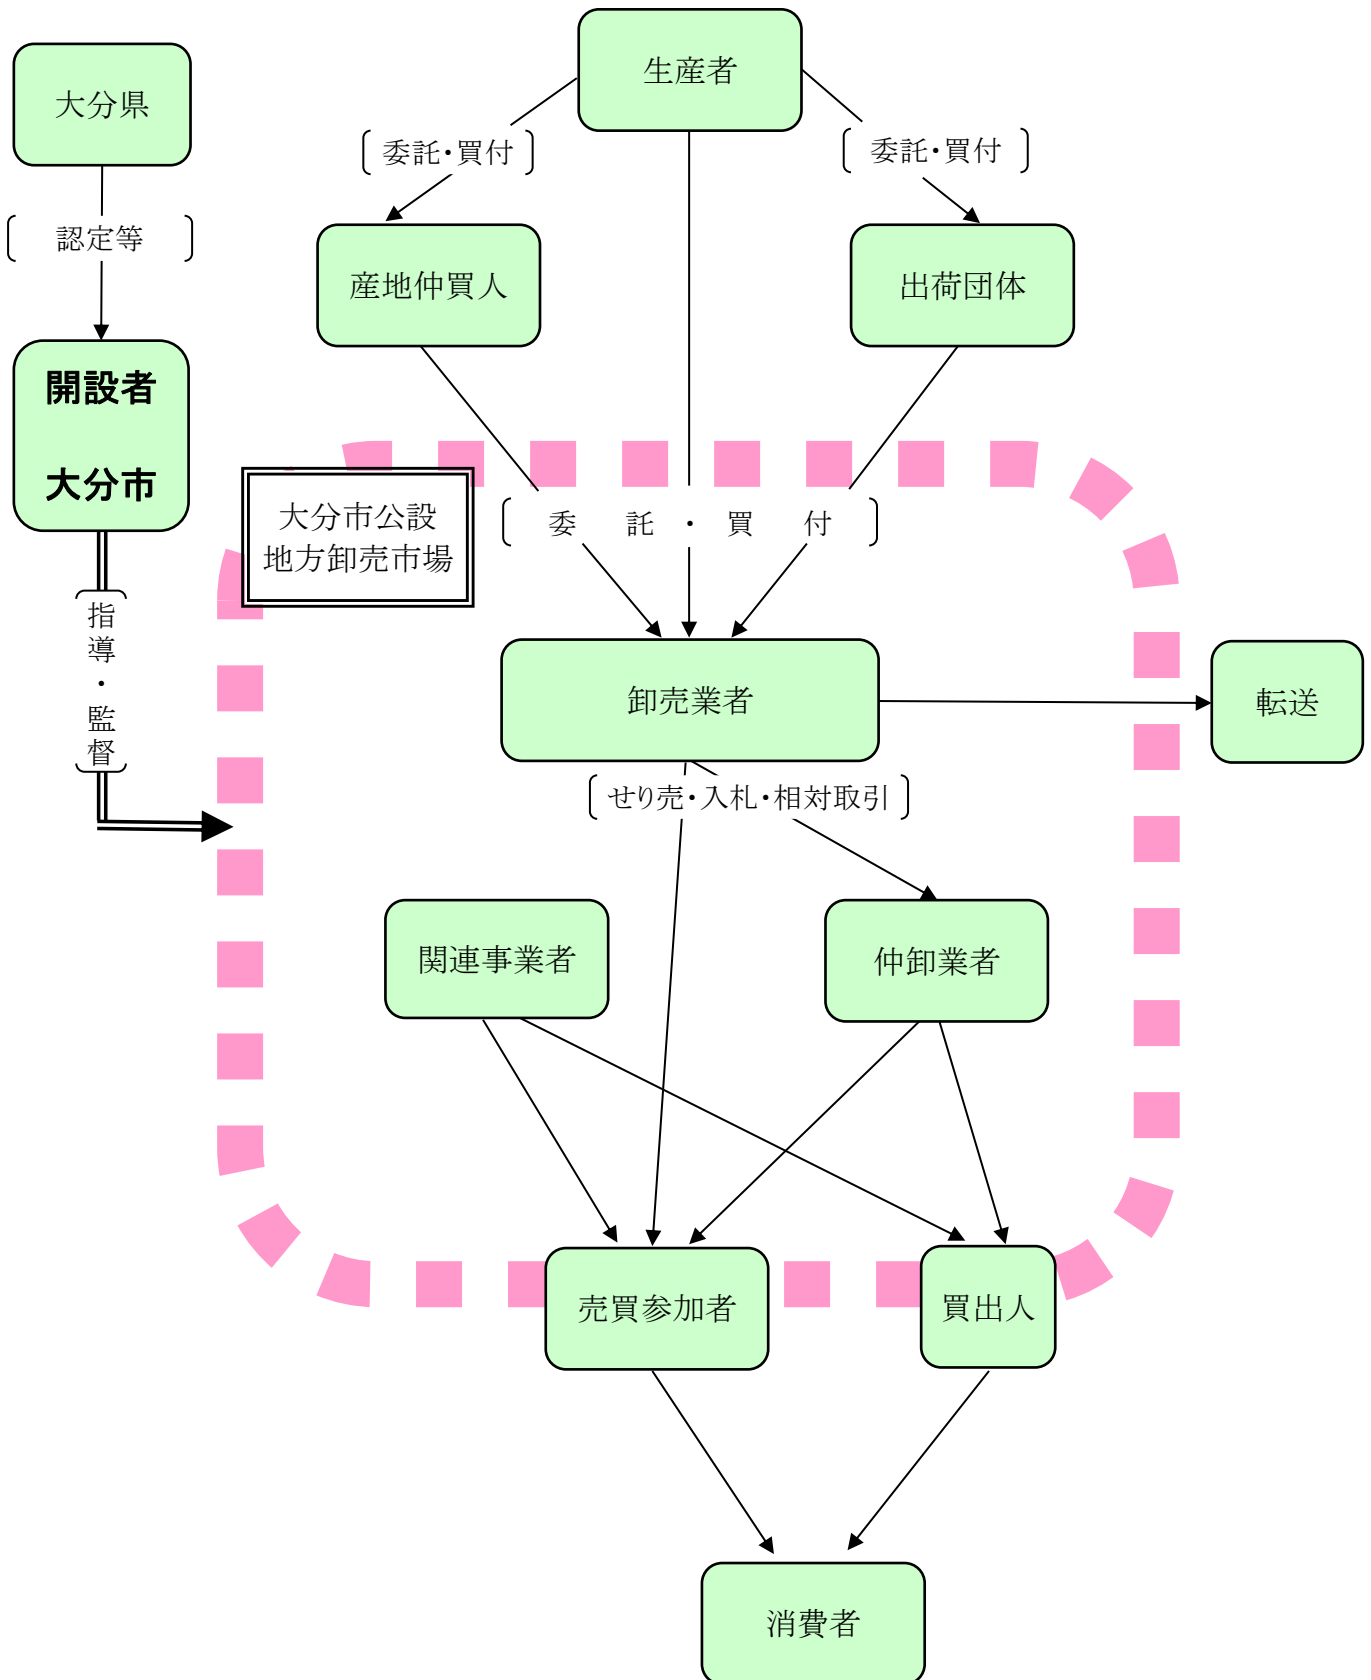 生産者
大分県
〔 委託・買付 〕
〔 委託・買付 〕
〔 認定等 〕
産地仲買人
出荷団体
開設者
大分市
大分市公設
地方卸売市場
〔 委 託 ・ 買 付 〕
指導・監督
卸売業者
転送
〔 せり売・入札・相対取引 〕
関連事業者
仲卸業者
売買参加者
買出人
消費者